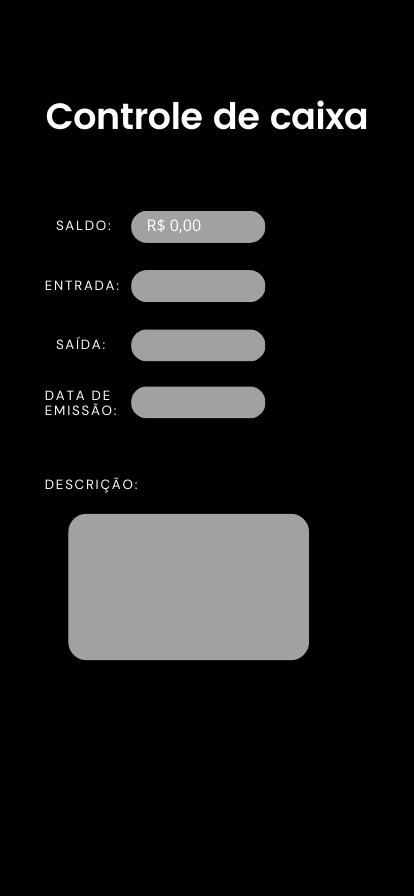 Controle de caixa
SALDO: R$ 0,00
ENTRADA:
SAÍDA:
DATA DE
EMISSÃO:
DESCRIÇÃO: